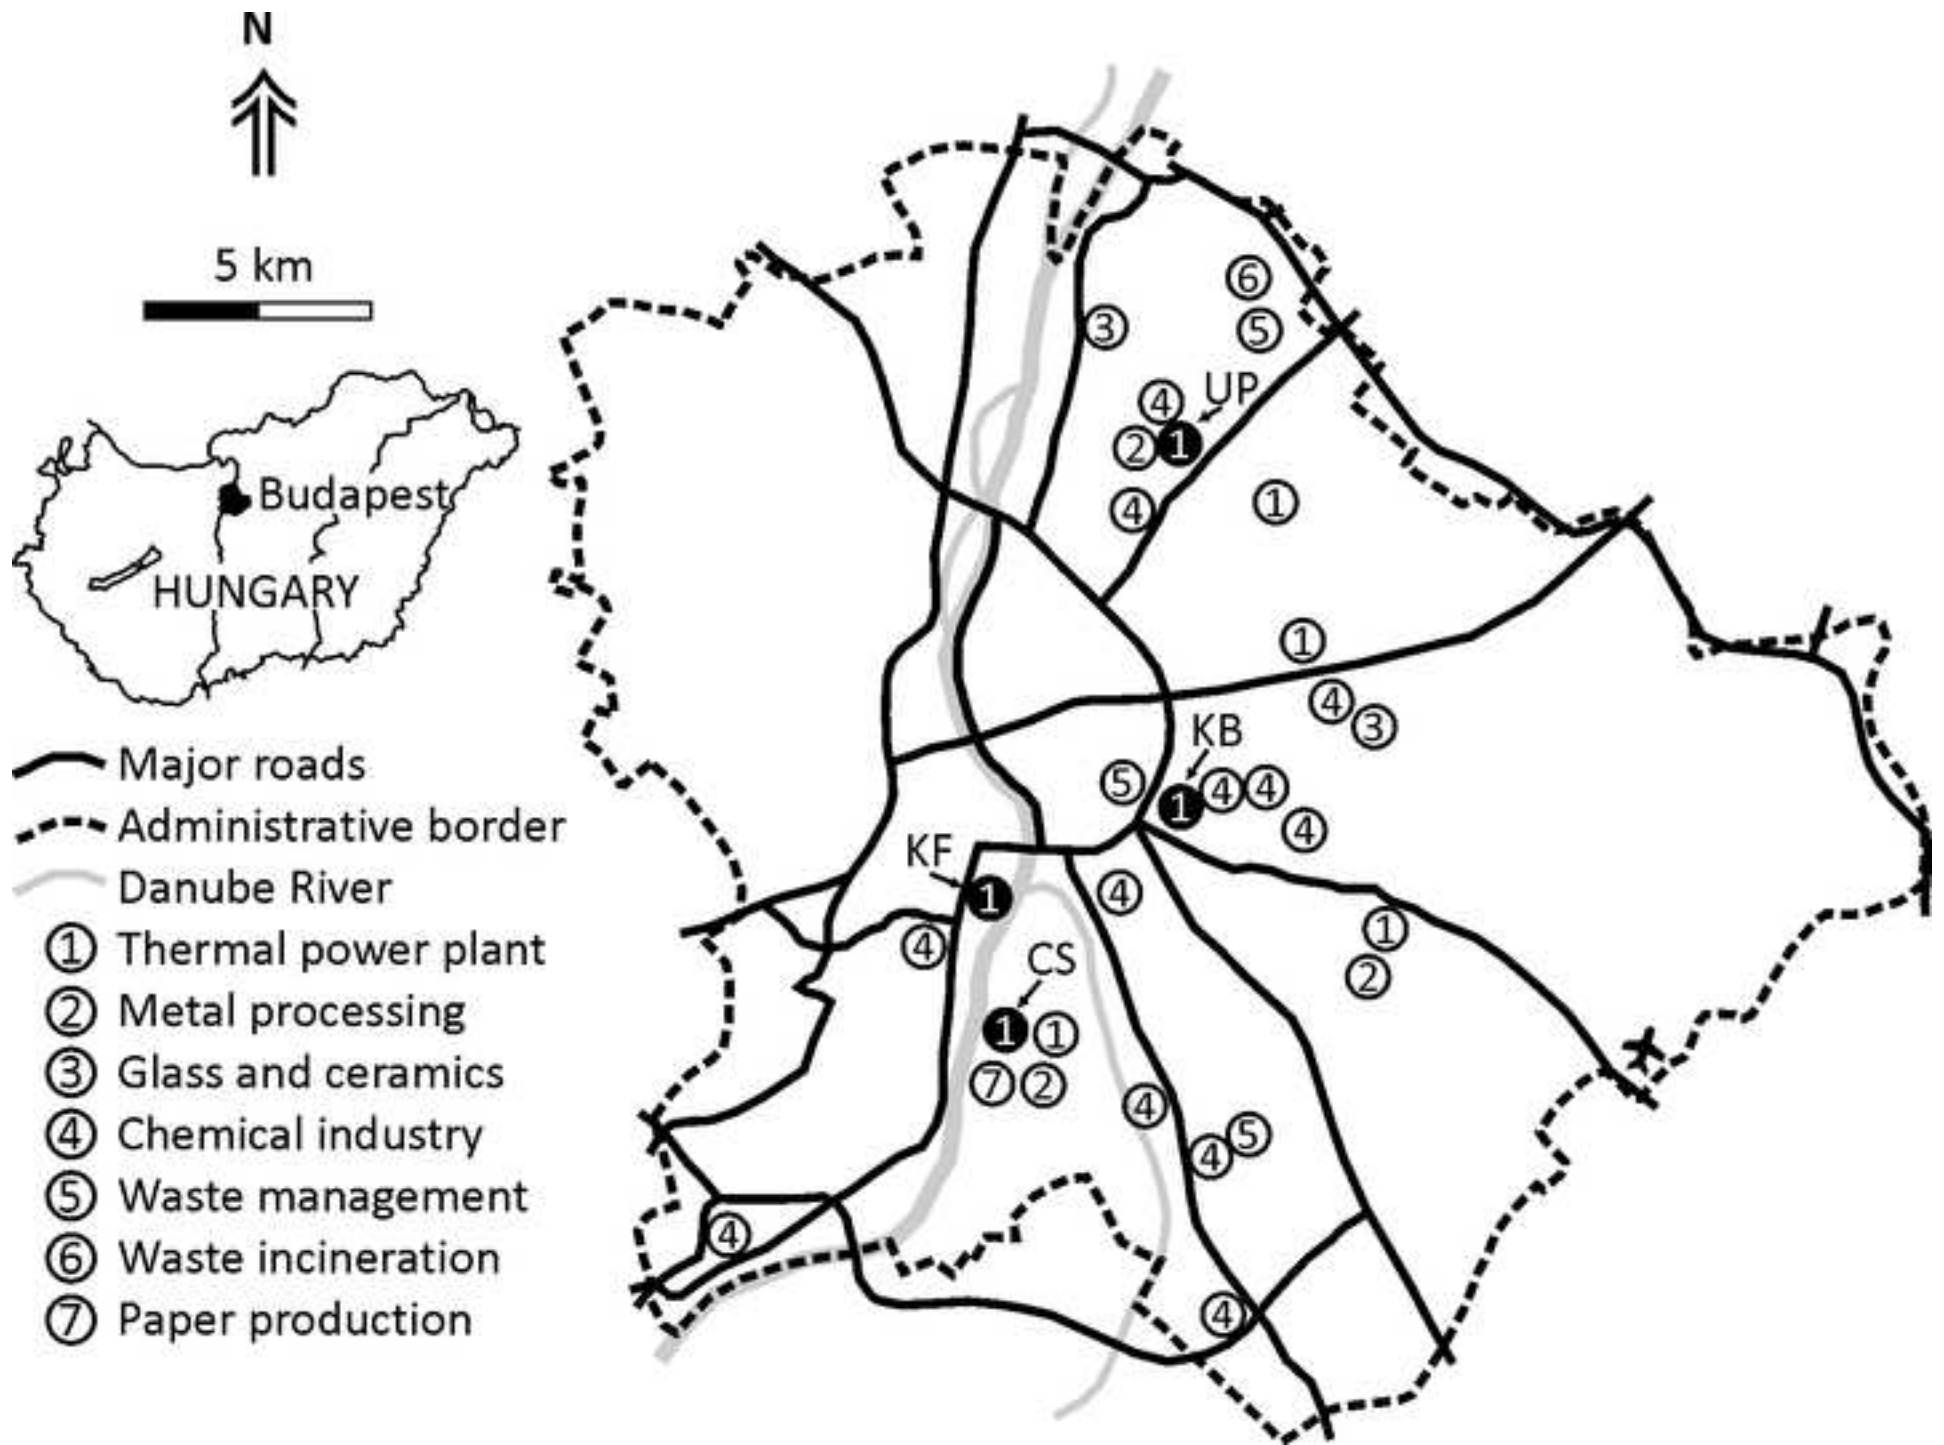 N
5 km
Budapest
HUNGARY
Major roads
Administrative border
Danube River
1 Thermal power plant
2 Metal processing
3 Glass and ceramics
4 Chemical industry
5 Waste management
6 Waste incineration
7 Paper production
6
3
5
UP
4
2
1
4
1
1
4
3
KB
5
1
4
4
4
KF
1
4
4
1
2
CS
1
1
7
2
4
5
4
4
4